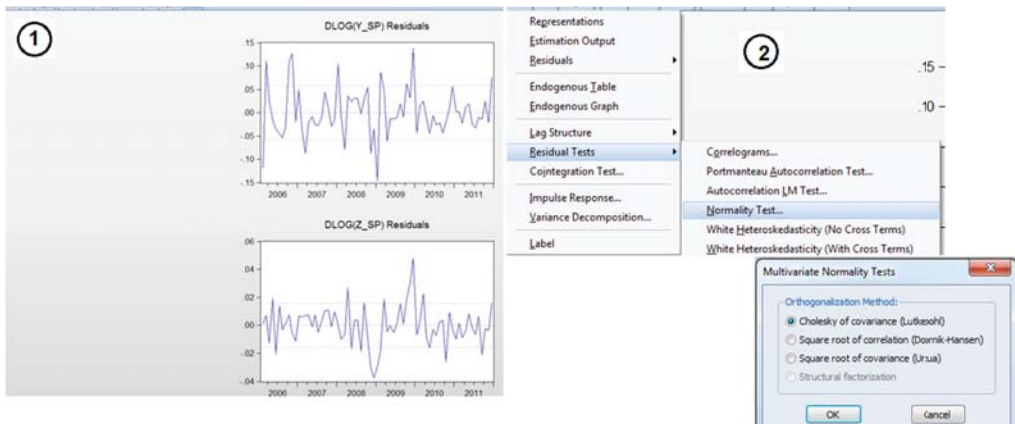 1
DLOG(Y_SP) Residuals
.15
.10
.05
.00
-.05
-.10
-.15
2006 2007 2008 2009 2010 2011
DLOG(Z_SP) Residuals
.06
.04
.02
.00
-.02
-.04
2006 2007 2008 2009 2010 2011
Representations
Estimation Output
Residuals
Endogenous Table
Endogenous Graph
Lag Structure
Residual Tests
Cointegration Test...
Impulse Response...
Variance Decomposition...
Label
2
.15
.10
Correlograms...
Portmanteau Autocorrelation Test...
Autocorrelation LM Test...
Normality Test...
White Heteroskedasticity (No Cross Terms)
White Heteroskedasticity (With Cross Terms)
Multivariate Normality Tests
Orthogonalization Method:
Cholesky of covariance (Lutkepohl)
Square root of correlation (Doornik-Hansen)
Square root of covariance (Urzua)
Structural factorization
OK
Cancel